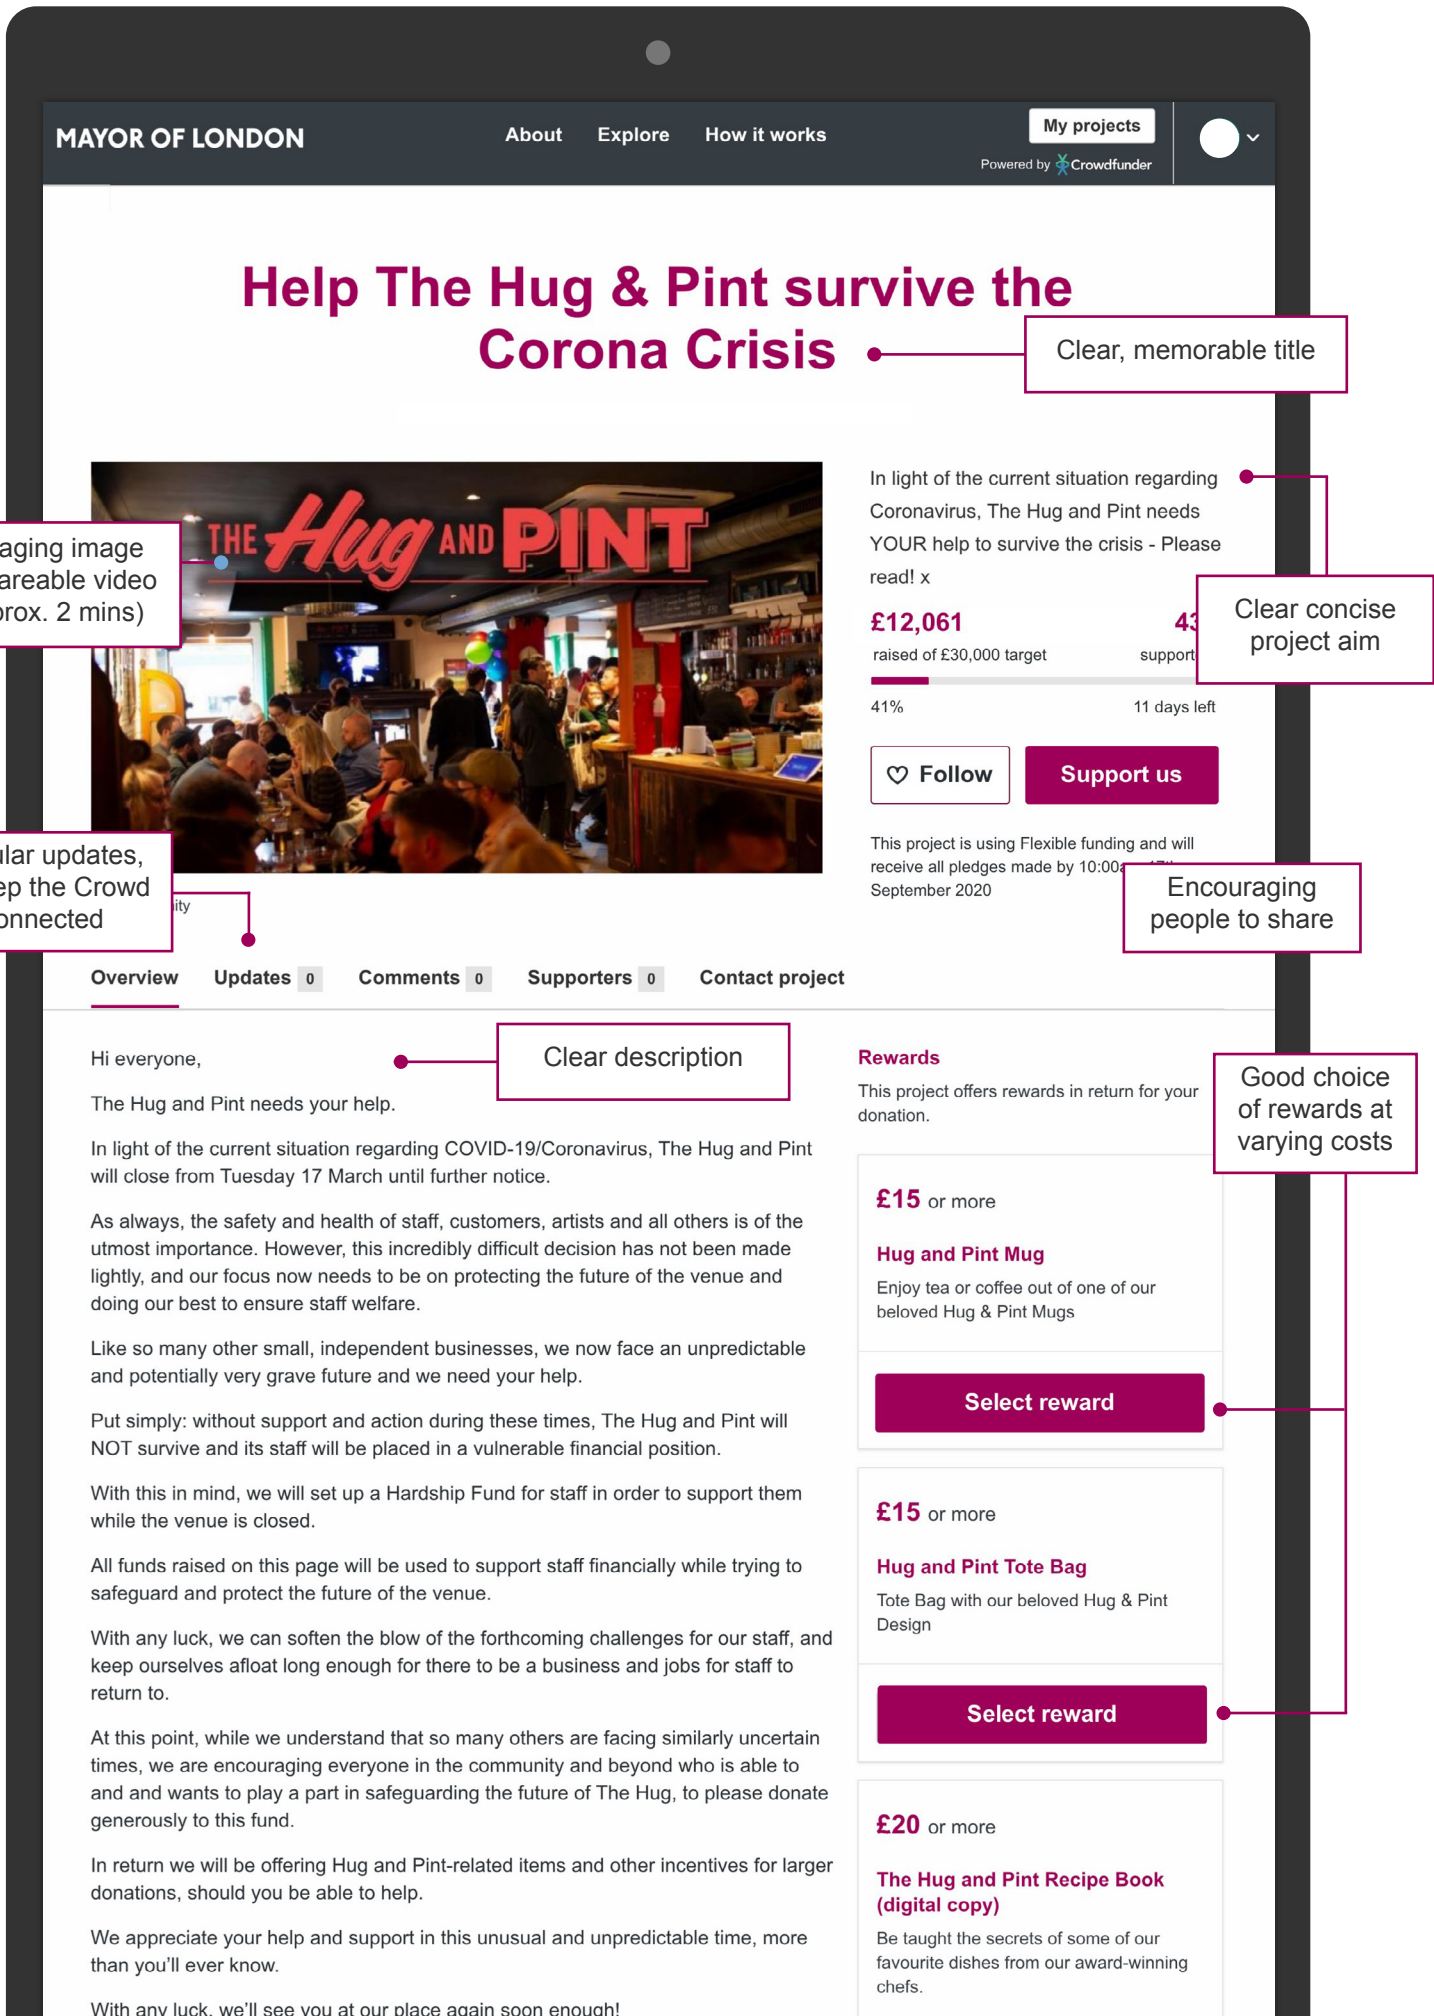 MAYOR OF LONDON
About Explore How it works
My projects
Powered by Crowdfunder
Help The Hug & Pint survive the
Corona Crisis
Clear, memorable title
THE Hug AND PINT
aging image
areable video
rox. 2 mins)
In light of the current situation regarding
Coronavirus, The Hug and Pint needs
YOUR help to survive the crisis - Please
read! x
Clear concise
project aim
£12,061
raised of £30,000 target
support
41% 11 days left
Follow Support us
This project is using Flexible funding and will
receive all pledges made by 10:00
September 2020
Encouraging
people to share
ular updates,
ep the Crowd
onnected
ity
Overview Updates 0 Comments 0 Supporters 0 Contact project
Hi everyone,
Clear description
The Hug and Pint needs your help.
In light of the current situation regarding COVID-19/Coronavirus, The Hug and Pint
will close from Tuesday 17 March until further notice.
As always, the safety and health of staff, customers, artists and all others is of the
utmost importance. However, this incredibly difficult decision has not been made
lightly, and our focus now needs to be on protecting the future of the venue and
doing our best to ensure staff welfare.
Like so many other small, independent businesses, we now face an unpredictable
and potentially very grave future and we need your help.
Put simply: without support and action during these times, The Hug and Pint will
NOT survive and its staff will be placed in a vulnerable financial position.
With this in mind, we will set up a Hardship Fund for staff in order to support them
while the venue is closed.
All funds raised on this page will be used to support staff financially while trying to
safeguard and protect the future of the venue.
With any luck, we can soften the blow of the forthcoming challenges for our staff, and
keep ourselves afloat long enough for there to be a business and jobs for staff to
return to.
At this point, while we understand that so many others are facing similarly uncertain
times, we are encouraging everyone in the community and beyond who is able to
and and wants to play a part in safeguarding the future of The Hug, to please donate
generously to this fund.
In return we will be offering Hug and Pint-related items and other incentives for larger
donations, should you be able to help.
We appreciate your help and support in this unusual and unpredictable time, more
than you'll ever know.
With any luck, we'll see you at our place again soon enough!
Rewards
This project offers rewards in return for your
donation.
Good choice
of rewards at
varying costs
£15 or more
Hug and Pint Mug
Enjoy tea or coffee out of one of our
beloved Hug & Pint Mugs
Select reward
£15 or more
Hug and Pint Tote Bag
Tote Bag with our beloved Hug & Pint
Design
Select reward
£20 or more
The Hug and Pint Recipe Book
(digital copy)
Be taught the secrets of some of our
favourite dishes from our award-winning
chefs.